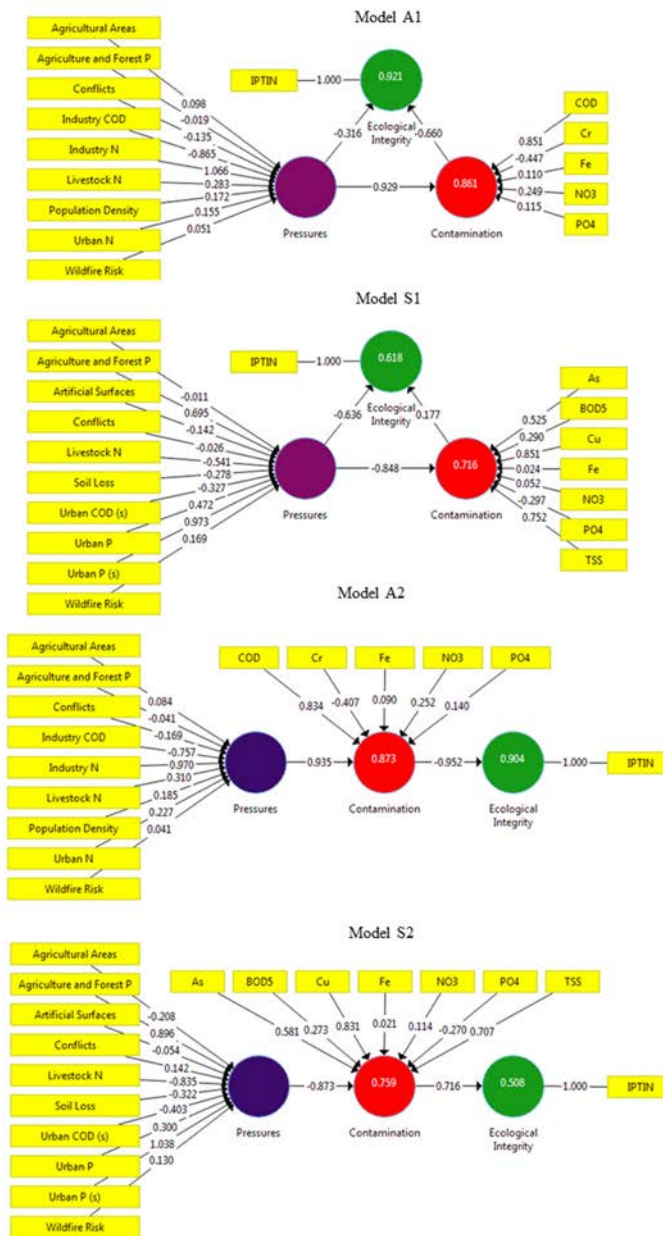 Model A1
Agricultural Areas
Agriculture and Forest P
Conflicts
Industry COD
Industry N
Livestock N
Population Density
Urban N
Wildfire Risk
0.098
-0.019
-0.135
-0.865
1.066
0.283
0.172
0.155
0.051
IPTIN
1.000
0.921
Ecological
Integrity
-0.316
-0.660
0.929
Pressures
0.861
Contamination
0.851
-0.447
0.110
0.249
0.115
COD
Cr
Fe
NO3
PO4
Model S1
Agricultural Areas
Agriculture and Forest P
Artificial Surfaces
Conflicts
Livestock N
Soil Loss
Urban COD (s)
Urban P
Urban P (s)
Wildfire Risk
-0.011
0.695
-0.142
-0.026
-0.541
-0.278
-0.327
0.472
0.973
0.169
IPTIN
1.000
0.618
Ecological
Integrity
-0.636
0.177
-0.848
Pressures
0.716
Contamination
0.525
0.290
0.851
0.024
0.052
-0.297
0.752
As
BOD5
Cu
Fe
NO3
PO4
TSS
Model A2
Agricultural Areas
Agriculture and Forest P
Conflicts
Industry COD
Industry N
Livestock N
Population Density
Urban N
Wildfire Risk
0.084
-0.041
-0.169
-0.757
0.970
0.310
0.185
0.227
0.041
COD
Cr
Fe
NO3
PO4
0.834
-0.407
0.090
0.252
0.140
Pressures
0.935
0.873
Contamination
-0.952
0.904
Ecological
Integrity
1.000
IPTIN
Model S2
Agricultural Areas
Agriculture and Forest P
Artificial Surfaces
Conflicts
Livestock N
Soil Loss
Urban COD (s)
Urban P
Urban P (s)
Wildfire Risk
-0.208
0.896
-0.054
0.142
-0.835
-0.322
-0.403
0.300
1.038
0.130
As
BOD5
Cu
Fe
NO3
PO4
TSS
0.581
0.273
0.831
0.021
0.114
-0.270
0.707
Pressures
-0.873
0.759
Contamination
0.716
0.508
Ecological
Integrity
1.000
IPTIN